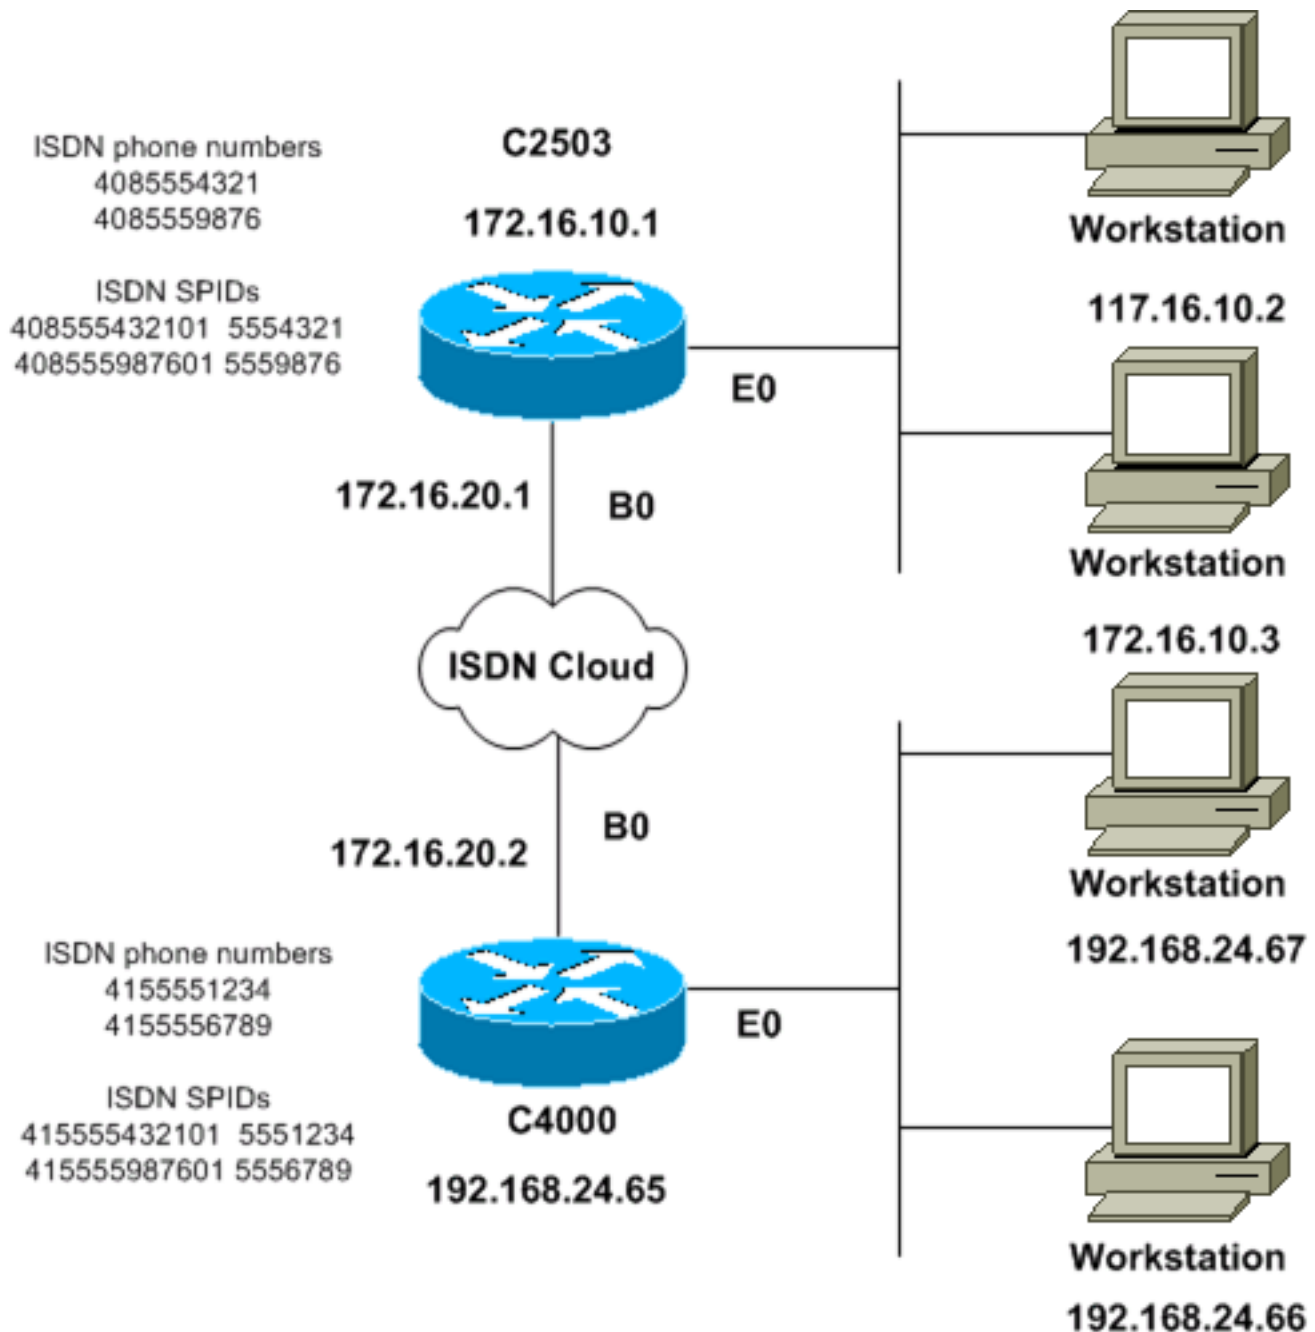 ISDN phone numbers
4085554321
4085559876
ISDN SPIDs
408555432101 5554321
408555987601 5559876
C2503
172.16.10.1
E0
172.16.20.1
B0
Workstation
117.16.10.2
Workstation
172.16.10.3
ISDN Cloud
B0
172.16.20.2
ISDN phone numbers
4155551234
4155556789
ISDN SPIDs
415555432101 5551234
415555987601 5556789
E0
C4000
192.168.24.65
Workstation
192.168.24.67
Workstation
192.168.24.66